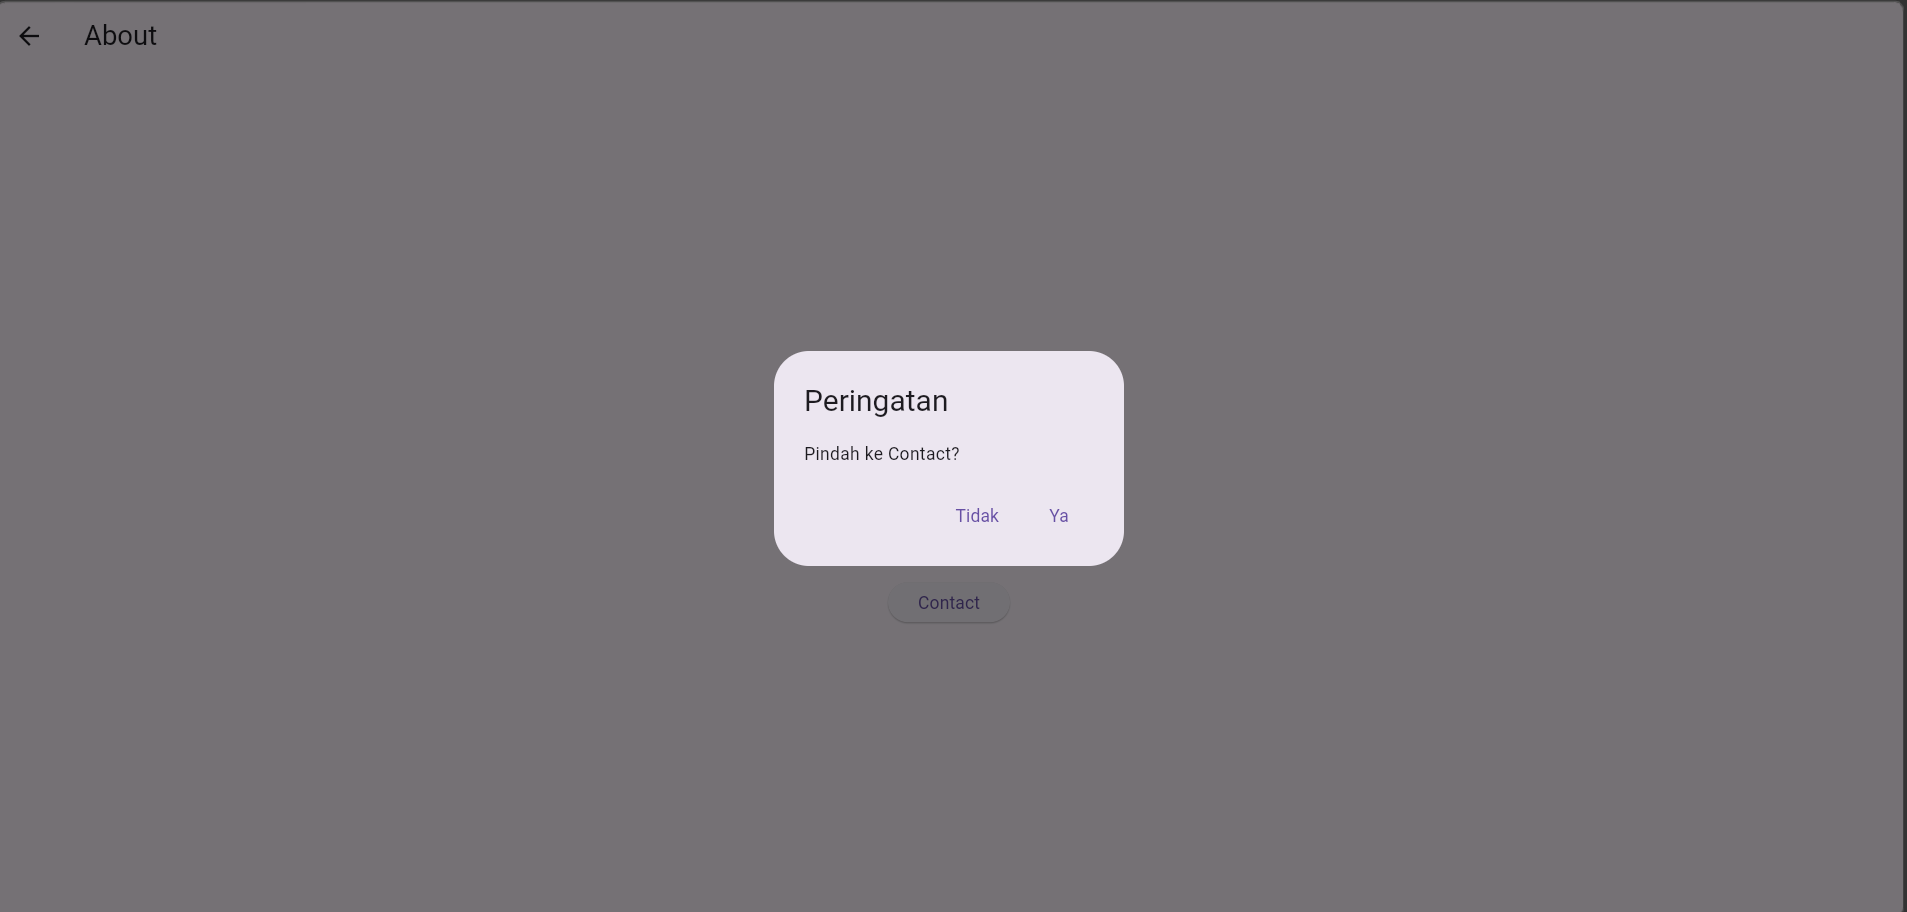 About
Peringatan
Pindah ke Contact?
Tidak Ya
Contact